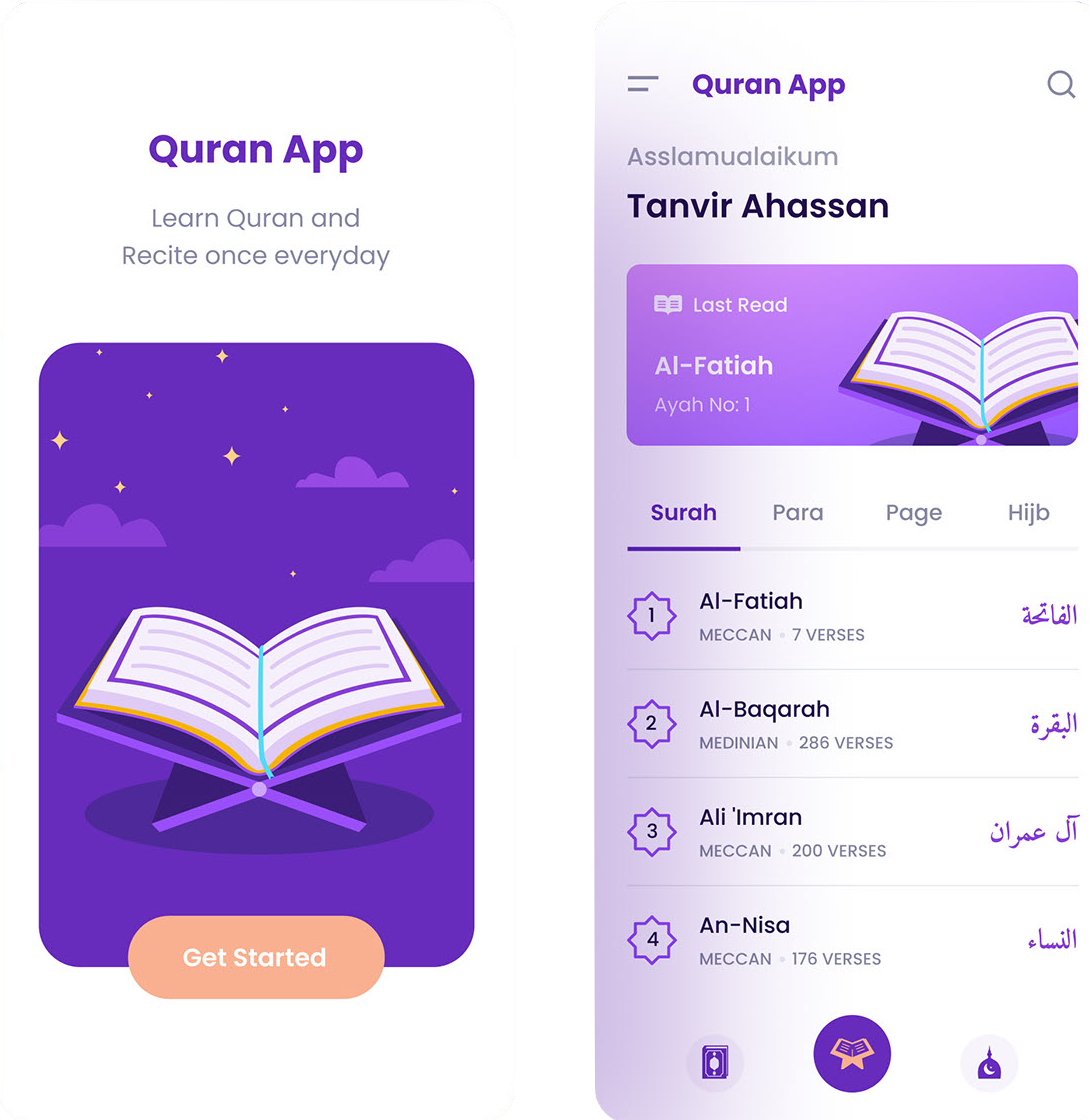 Quran App
Learn Quran and
Recite once everyday
Get Started
Quran App
Asslamualaikum
Tanvir Ahassan
Last Read
Al-Fatiah
Ayah No: 1
Surah Para Page Hijb
1 Al-Fatiah الفاتحة
MECCAN • 7 VERSES
2 Al-Baqarah البقرة
MEDINIAN • 286 VERSES
3 Ali 'Imran آل عمران
MECCAN • 200 VERSES
4 An-Nisa النساء
MECCAN • 176 VERSES